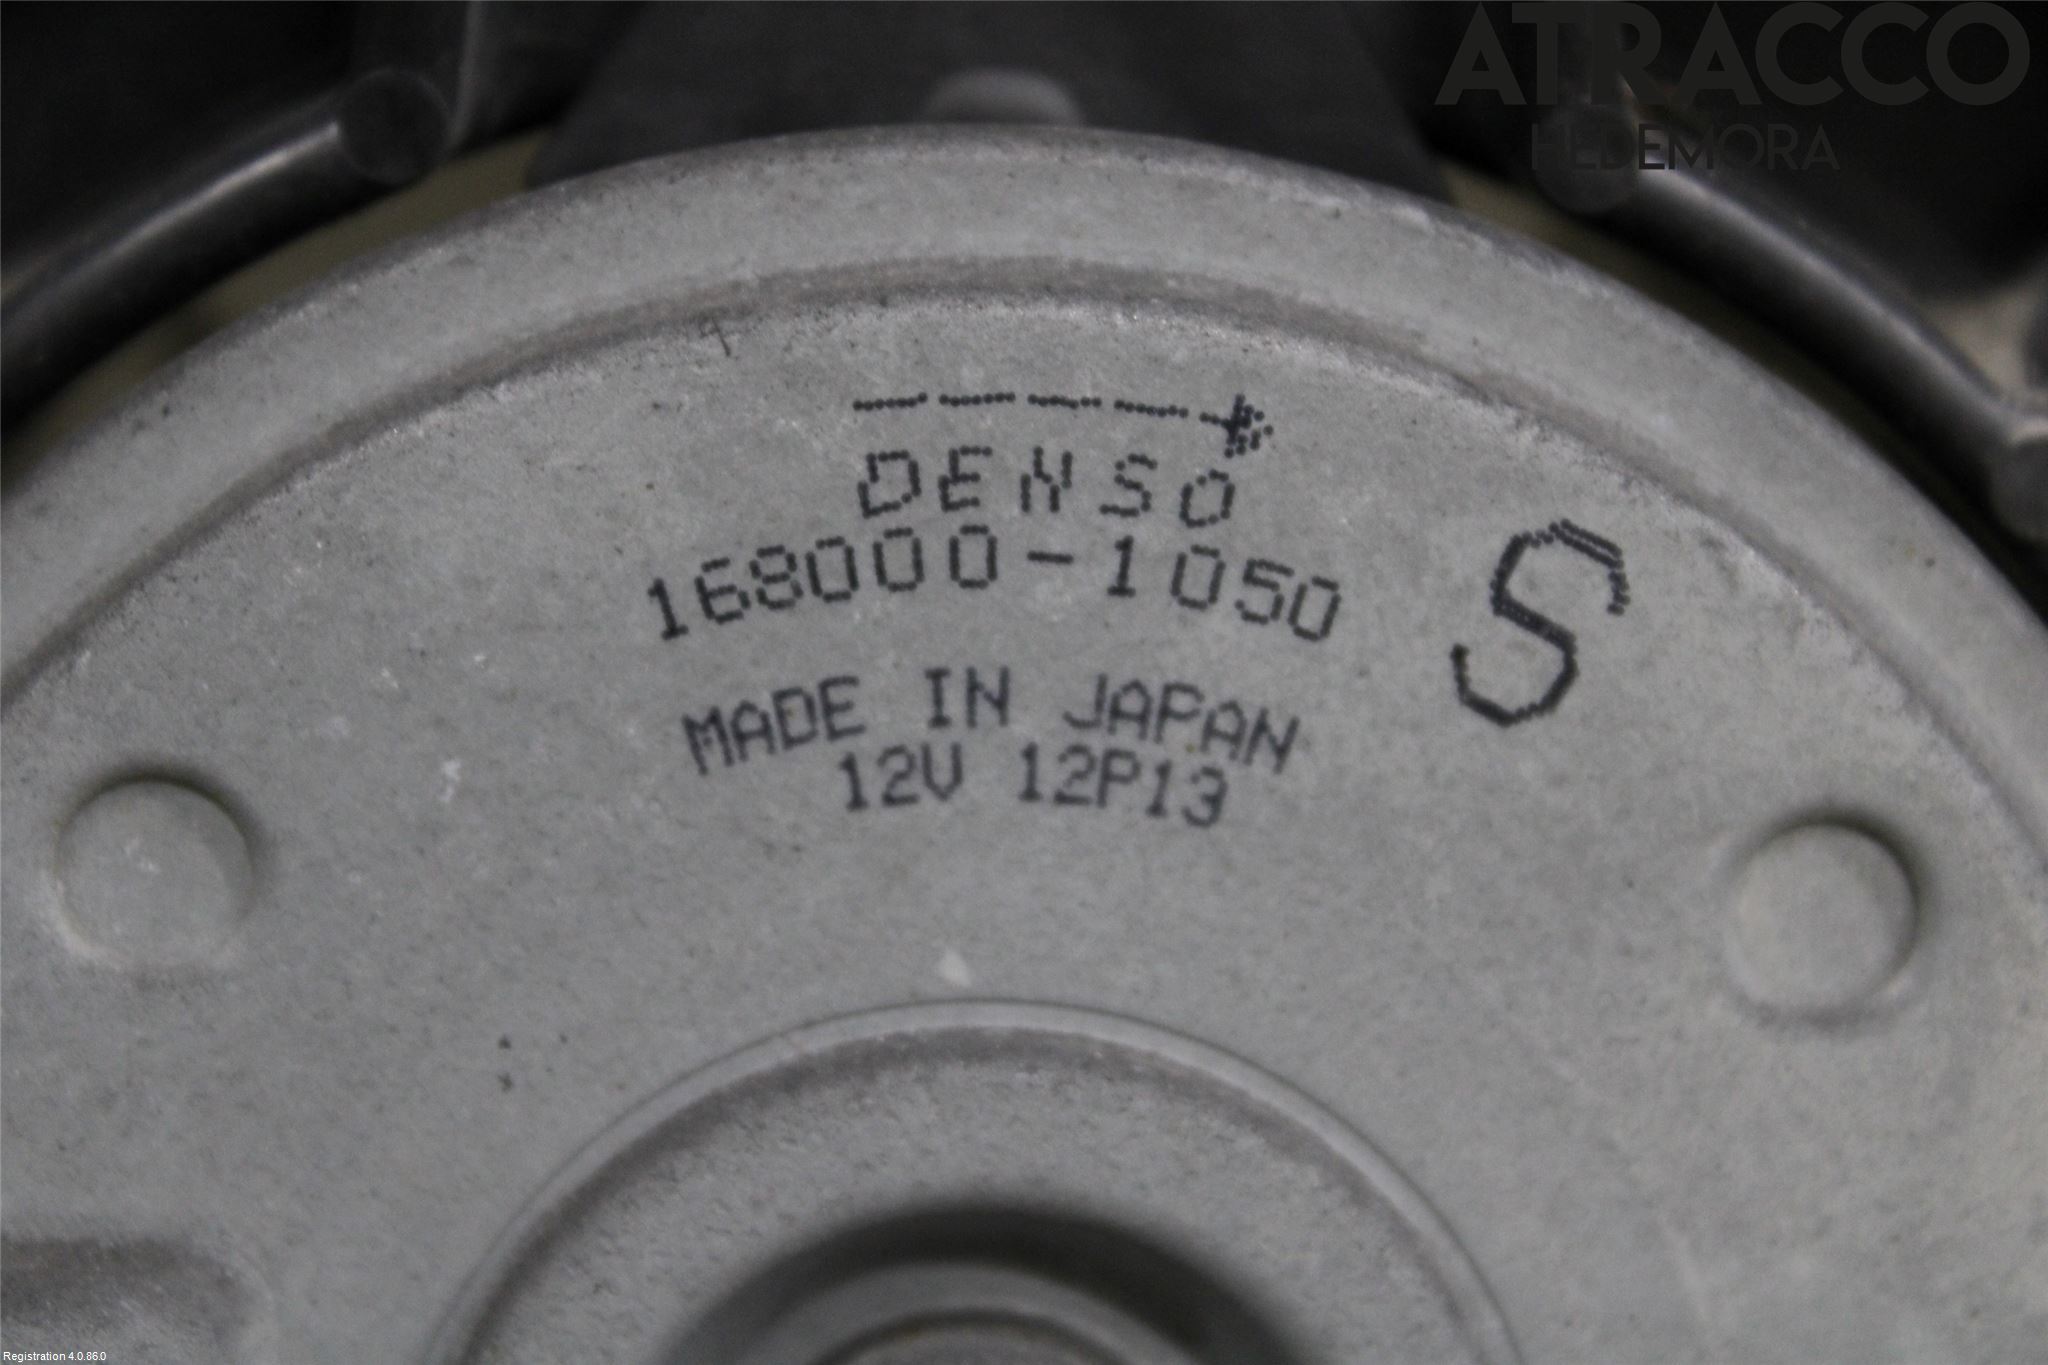 ATRACCO
HEDEMORA
DENSO
168000-1050
S
MADE IN JAPAN
12V 12P13
Registration 4.0.86.0